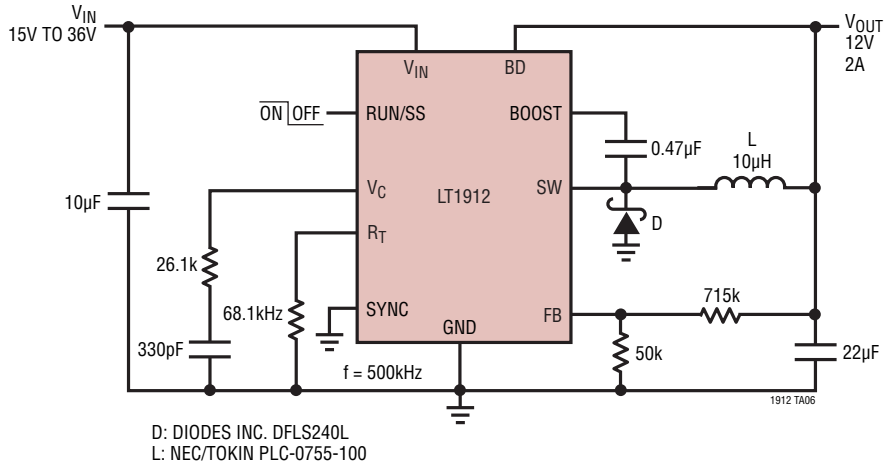 VIN
15V TO 36V
VOUT
12V
2A
VIN
BD
ON OFF
RUN/SS
BOOST
0.47µF
L
10µH
10µF
VC
LT1912
SW
RT
D
26.1k
68.1kHz
715k
SYNC
GND
FB
330pF
f = 500kHz
50k
22µF
1912 TA06
D: DIODES INC. DFLS240L
L: NEC/TOKIN PLC-0755-100